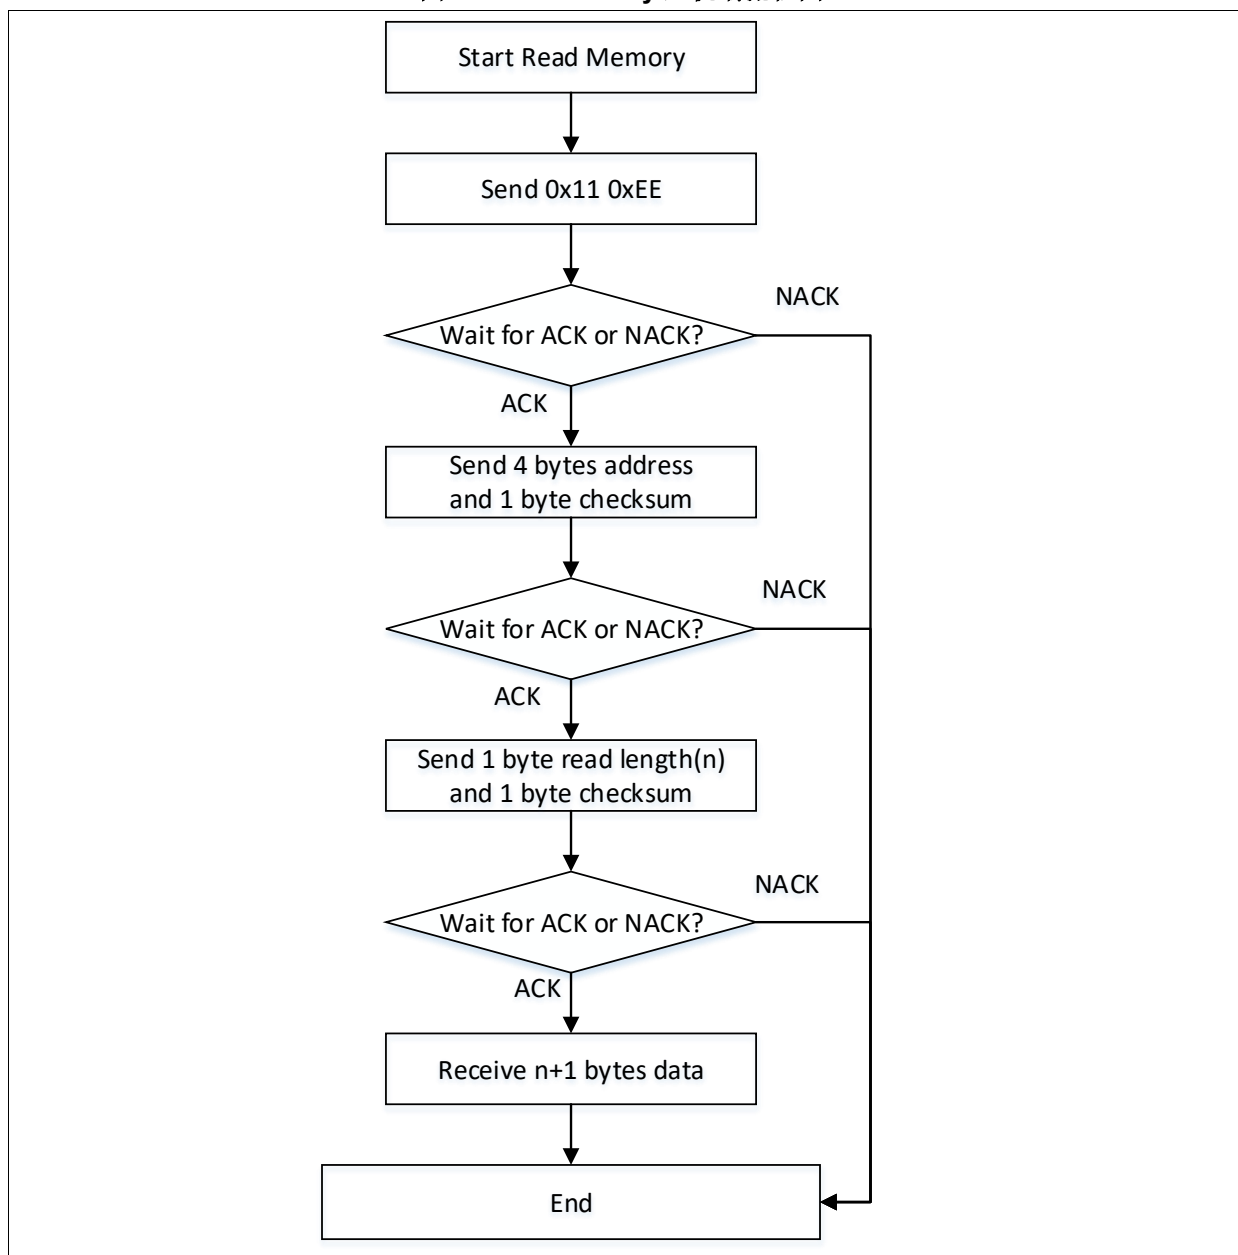 Start Read Memory
Send 0x11 0xEE
NACK
Wait for ACK or NACK?
ACK
Send 4 bytes address
and 1 byte checksum
NACK
Wait for ACK or NACK?
ACK
Send 1 byte read length(n)
and 1 byte checksum
NACK
Wait for ACK or NACK?
ACK
Receive n+1 bytes data
End